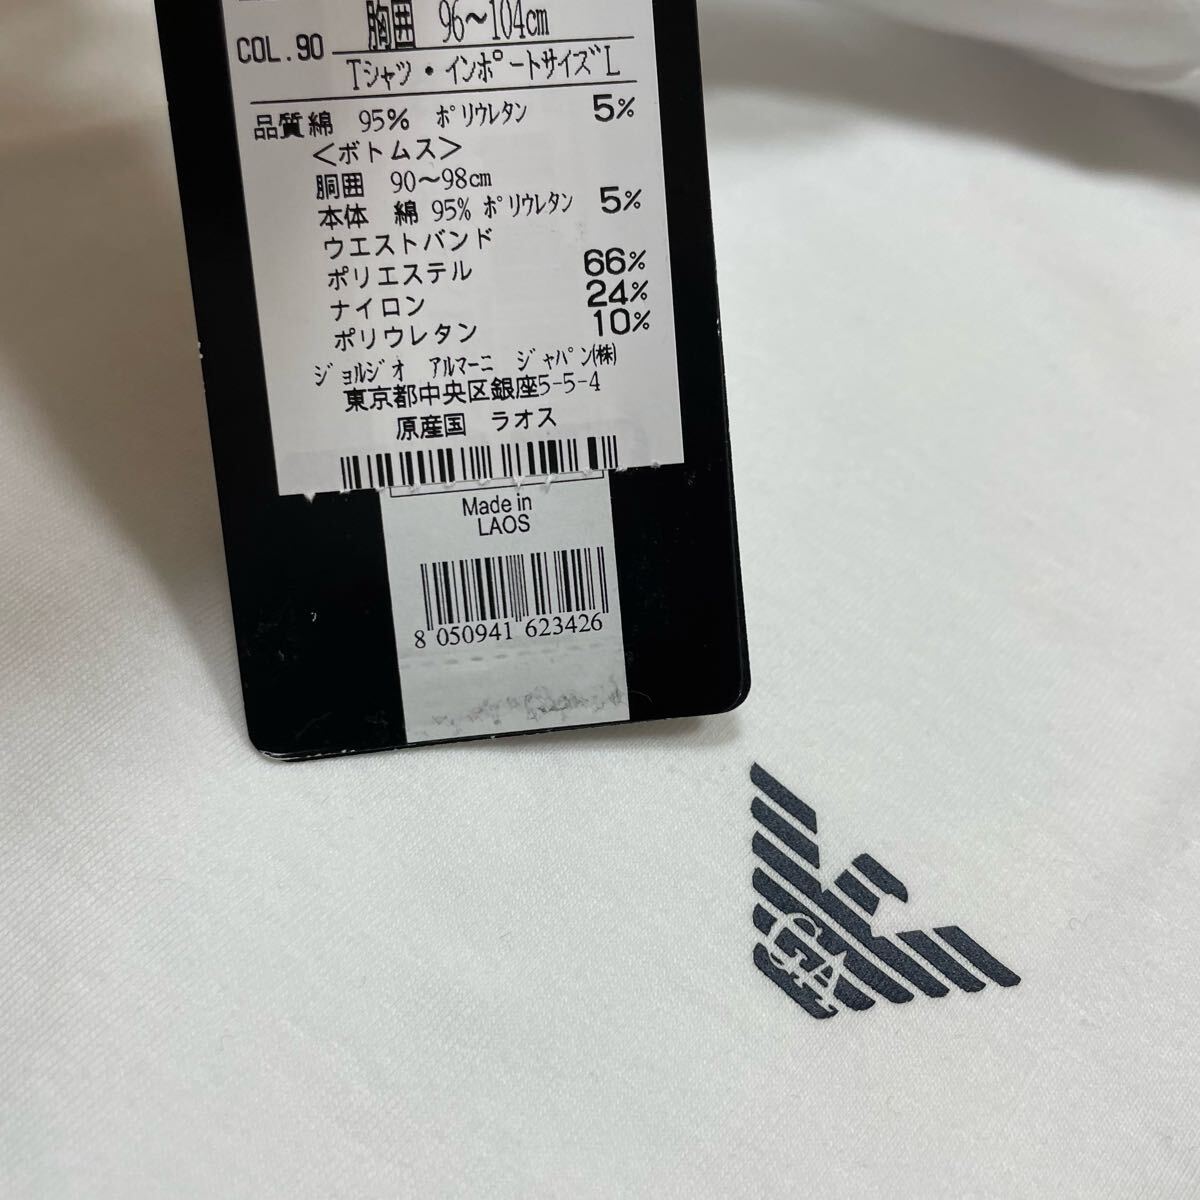 胸囲 96～104cm
COL.90
Tシャツ・インポートサイズL
品質綿 95% ポリウレタン 5%
＜ボトムス＞
胴囲 90～98cm
本体 綿 95% ポリウレタン 5%
ウエストバンド
ポリエステル 66%
ナイロン 24%
ポリウレタン 10%
ジョルジオ アルマーニ ジャパン(株)
東京都中央区銀座5-5-4
原産国 ラオス
Made in
LAOS
8 050941 623426
GA